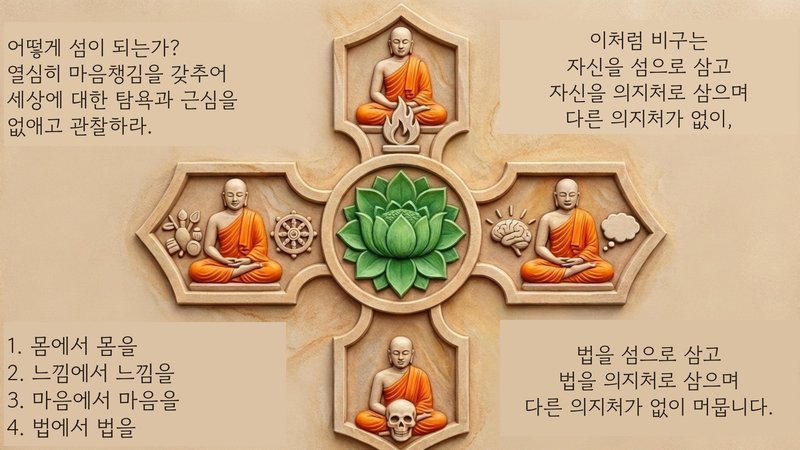 어떻게 섬이 되는가?
열심히 마음챙김을 갖추어
세상에 대한 탐욕과 근심을
없애고 관찰하라.
이처럼 비구는
자신을 섬으로 삼고
자신을 의지처로 삼으며
다른 의지처가 없이,
1. 몸에서 몸을
2. 느낌에서 느낌을
3. 마음에서 마음을
4. 법에서 법을
법을 섬으로 삼고
법을 의지처로 삼으며
다른 의지처가 없이 머뭅니다.